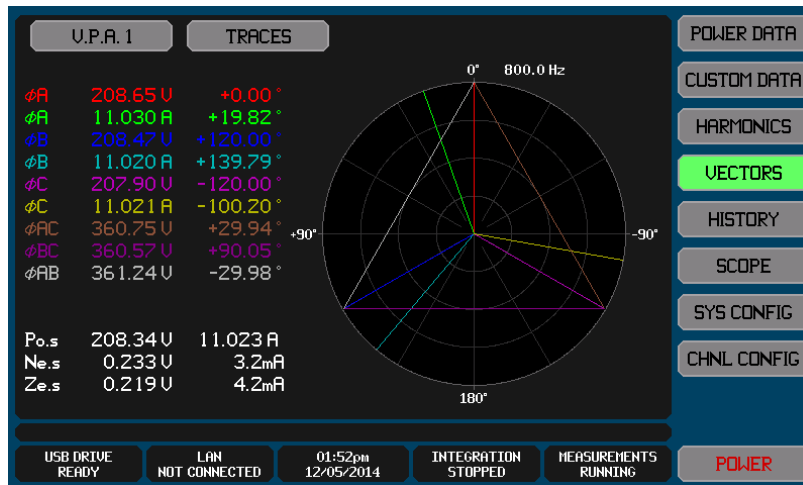 V.P.A. 1 TRACES
0° 800.0 Hz
ϕA 208.65 V +0.00 °
ϕA 11.030 A +19.82 °
ϕB 208.47 V +120.00 °
ϕB 11.020 A +139.79 °
ϕC 207.90 V -120.00 °
ϕC 11.021 A -100.20 °
ϕAC 360.75 V +29.94 °
ϕBC 360.57 V +90.05 °
ϕAB 361.24 V -29.98 °
+90° -90°
Po.s 208.34 V 11.023 A
Ne.s 0.233 V 3.2mA
Ze.s 0.219 V 4.2mA
180°
POWER DATA
CUSTOM DATA
HARMONICS
VECTORS
HISTORY
SCOPE
SYS CONFIG
CHNL CONFIG
USB DRIVE
READY
LAN
NOT CONNECTED
01:52pm
12/05/2014
INTEGRATION
STOPPED
MEASUREMENTS
RUNNING
POWER